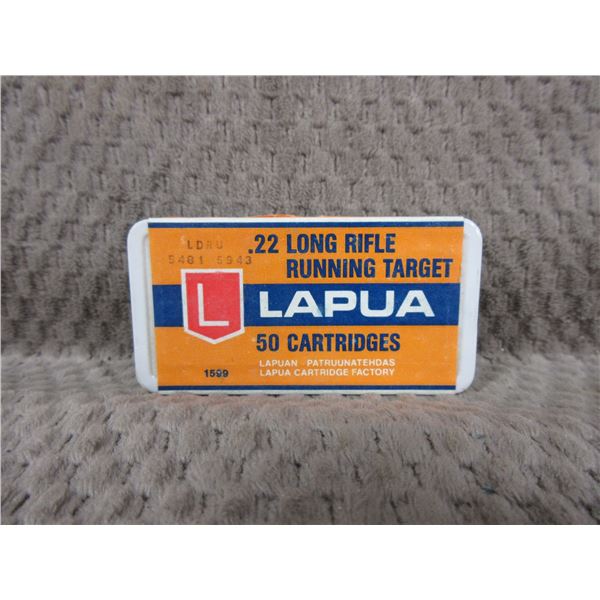 LDRU
5481 5943
.22 LONG RIFLE
RUNNING TARGET
L LAPUA
50 CARTRIDGES
LAPUAN PATRUUNATEHDAS
1599 LAPUA CARTRIDGE FACTORY